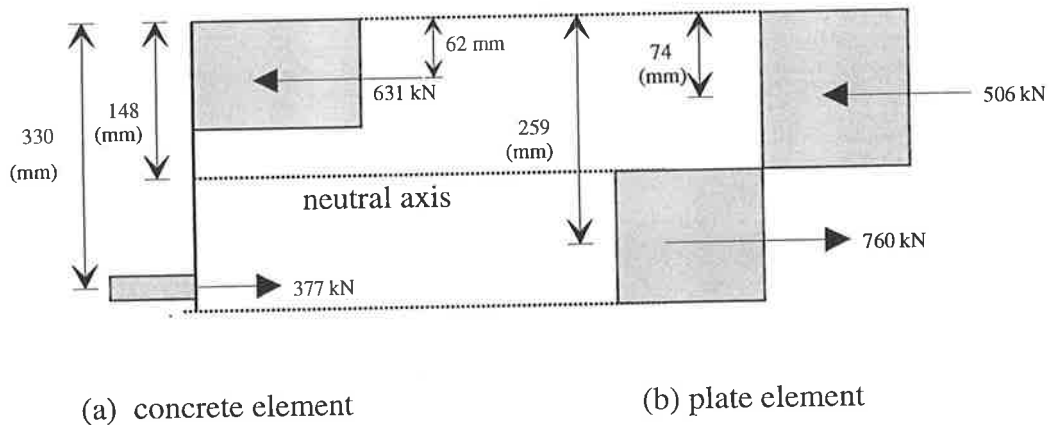 62 mm
631 kN
148
(mm)
330
(mm)
74
(mm)
506 kN
259
(mm)
neutral axis
377 kN
760 kN
(a) concrete element
(b) plate element